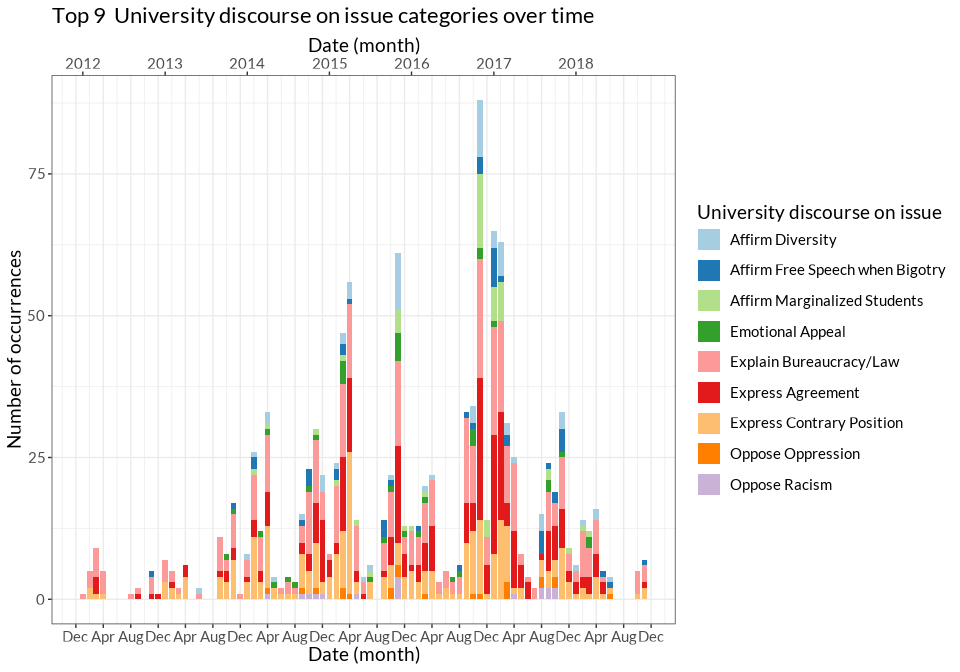 Top 9 University discourse on issue categories over time
Date (month)
2012 2013 2014 2015 2016 2017 2018
Number of occurrences
75
50
25
0
Dec Apr Aug Dec Apr Aug Dec Apr Aug Dec Apr Aug Dec Apr Aug Dec Apr Aug Dec Apr Aug Dec
Date (month)
University discourse on issue
Affirm Diversity
Affirm Free Speech when Bigotry
Affirm Marginalized Students
Emotional Appeal
Explain Bureaucracy/Law
Express Agreement
Express Contrary Position
Oppose Oppression
Oppose Racism